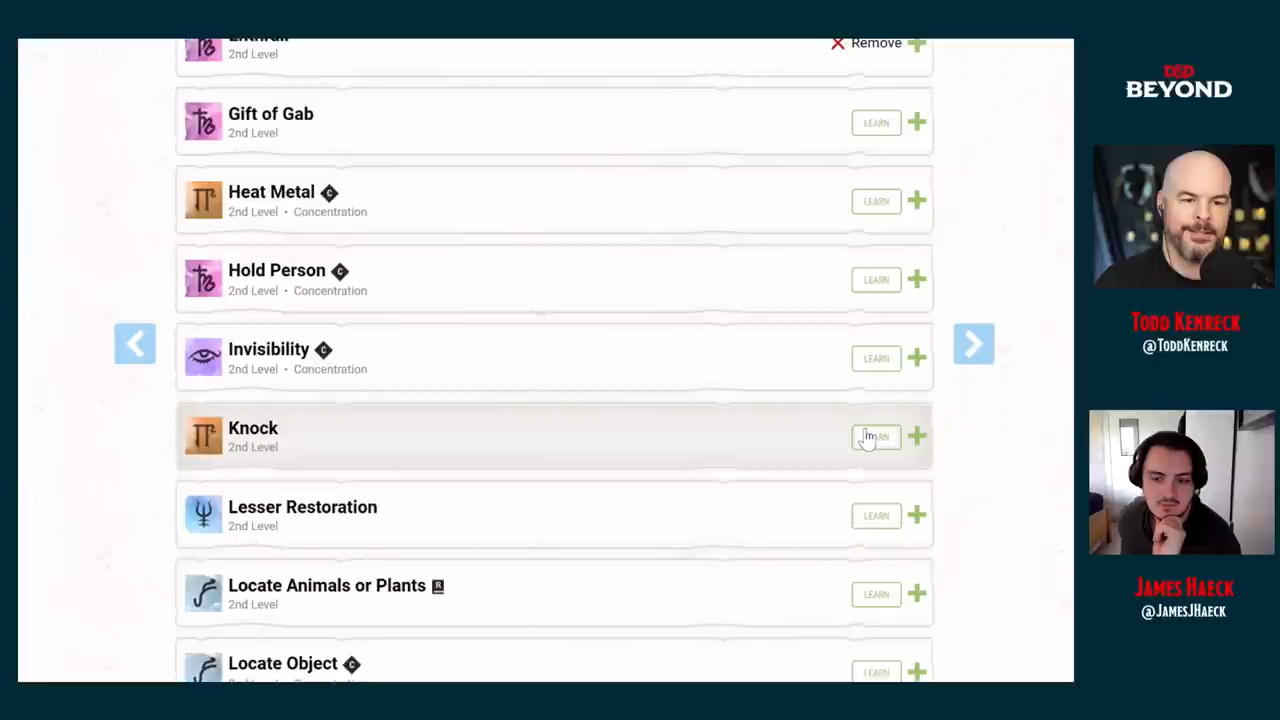 Enthrall
2nd Level
Remove
Gift of Gab
2nd Level
LEARN
Heat Metal
2nd Level • Concentration
LEARN
Hold Person
2nd Level • Concentration
LEARN
Invisibility
2nd Level • Concentration
LEARN
Knock
2nd Level
Lesser Restoration
2nd Level
LEARN
Locate Animals or Plants
2nd Level
LEARN
Locate Object
LEARN
D&D
BEYOND
Todd Kenreck
@ToddKenreck
James Haeck
@JamesJHaeck